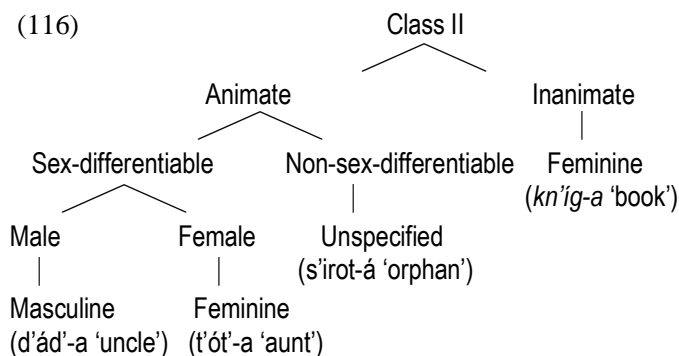 (116)
Class II
Animate Inanimate
Sex-differentiable Non-sex-differentiable Feminine
(kn'íg-a ‘book’)
Male Female Unspecified
(s'irot-á ‘orphan’)
Masculine Feminine
(d'ád'-a ‘uncle’) (t'ót'-a ‘aunt’)